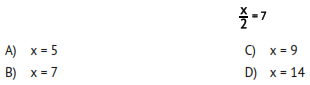 x/2 = 7
A) x = 5
B) x = 7
C) x = 9
D) x = 14